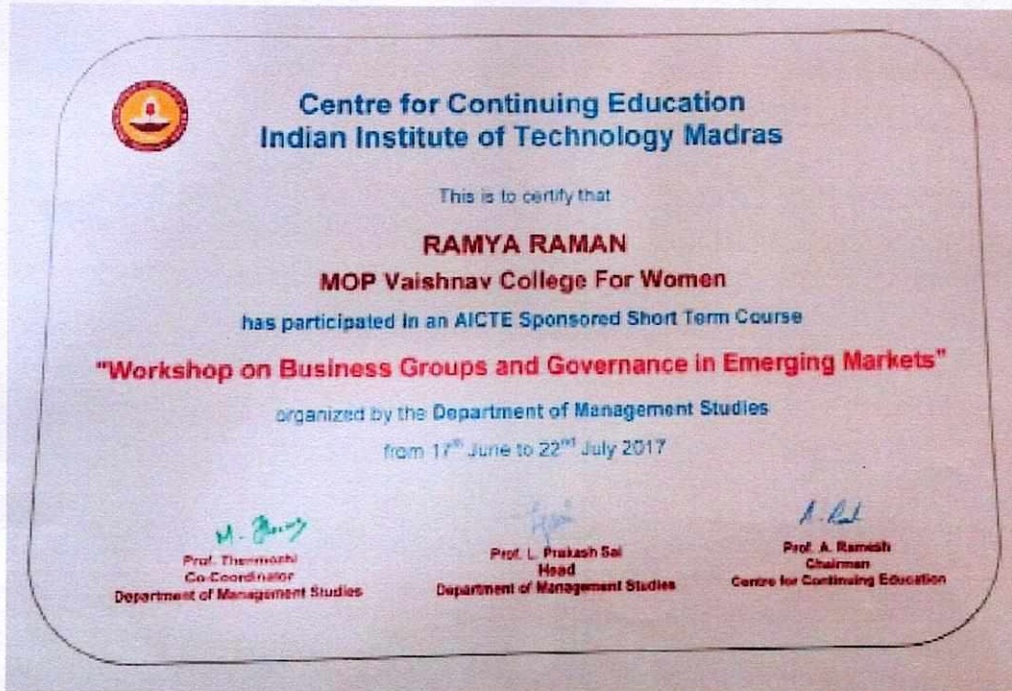 Centre for Continuing Education
Indian Institute of Technology Madras
This is to certify that
RAMYA RAMAN
MOP Vaishnav College For Women
has participated in an AICTE Sponsored Short Term Course
"Workshop on Business Groups and Governance in Emerging Markets"
organized by the Department of Management Studies
from 17th June to 22nd July 2017
M.
Prof. Thenmozhi
Co-Coordinator
Department of Management Studies
Prof. L. Prakash Sai
Head
Department of Management Studies
A.
Prof. A. Ramesh
Chairman
Centre for Continuing Education